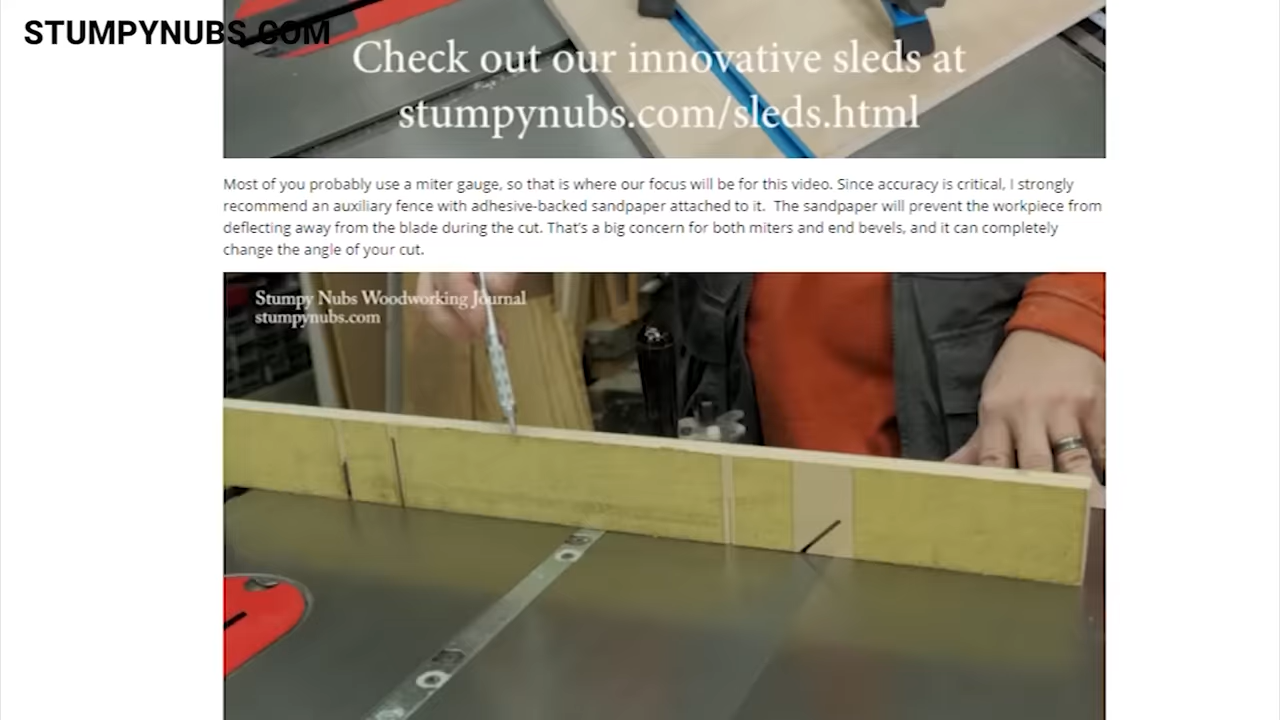 STUMPYNUBS.COM
Check out our innovative sleds at
stumpynubs.com/sleds.html
Most of you probably use a miter gauge, so that is where our focus will be for this video. Since accuracy is critical, I strongly
recommend an auxiliary fence with adhesive-backed sandpaper attached to it.  The sandpaper will prevent the workpiece from
deflecting away from the blade during the cut. That’s a big concern for both miters and end bevels, and it can completely
change the angle of your cut.
Stumpy Nubs Woodworking Journal
stumpynubs.com